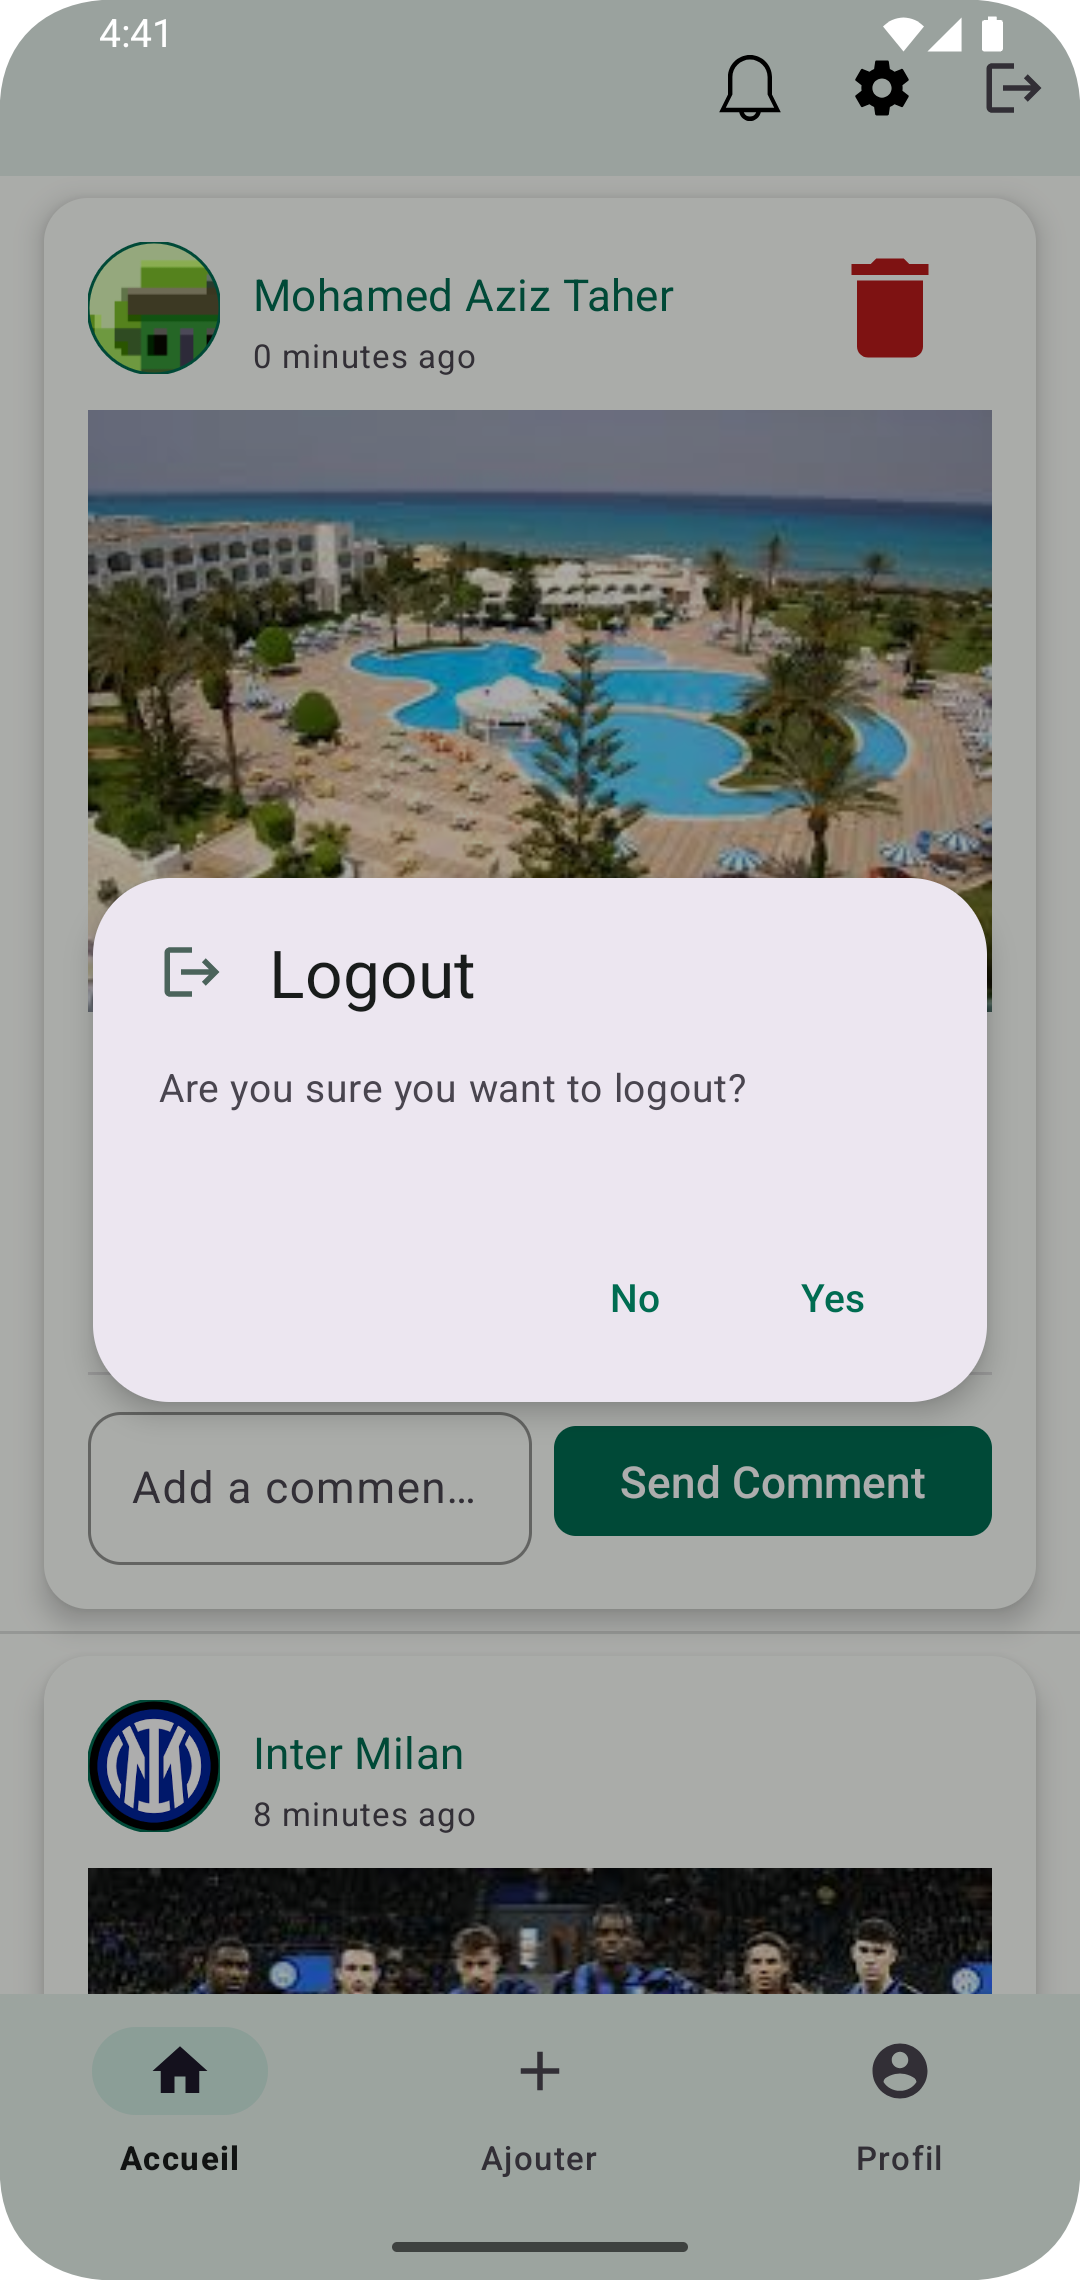 4:41
Mohamed Aziz Taher
0 minutes ago
Logout
Are you sure you want to logout?
No Yes
Add a commen...
Send Comment
Inter Milan
8 minutes ago
Accueil Ajouter Profil